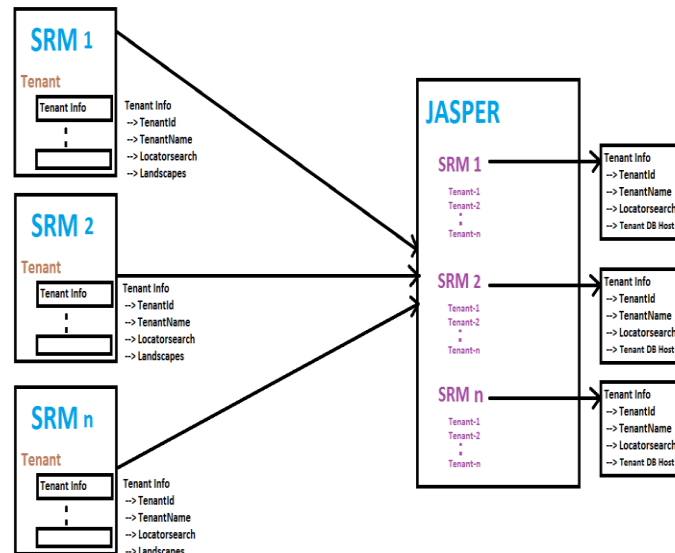 SRM 1
Tenant
Tenant Info
Tenant Info
--> TenantId
--> TenantName
--> Locatorsearch
--> Landscapes
SRM 2
Tenant
Tenant Info
Tenant Info
--> TenantId
--> TenantName
--> Locatorsearch
--> Landscapes
SRM n
Tenant
Tenant Info
Tenant Info
--> TenantId
--> TenantName
--> Locatorsearch
--> Landscapes
JASPER
SRM 1
Tenant-1
Tenant-2
Tenant-n
SRM 2
Tenant-1
Tenant-2
Tenant-n
SRM n
Tenant-1
Tenant-2
Tenant-n
Tenant Info
--> TenantId
--> TenantName
--> Locatorsearch
--> Tenant DB Host
Tenant Info
--> TenantId
--> TenantName
--> Locatorsearch
--> Tenant DB Host
Tenant Info
--> TenantId
--> TenantName
--> Locatorsearch
--> Tenant DB Host